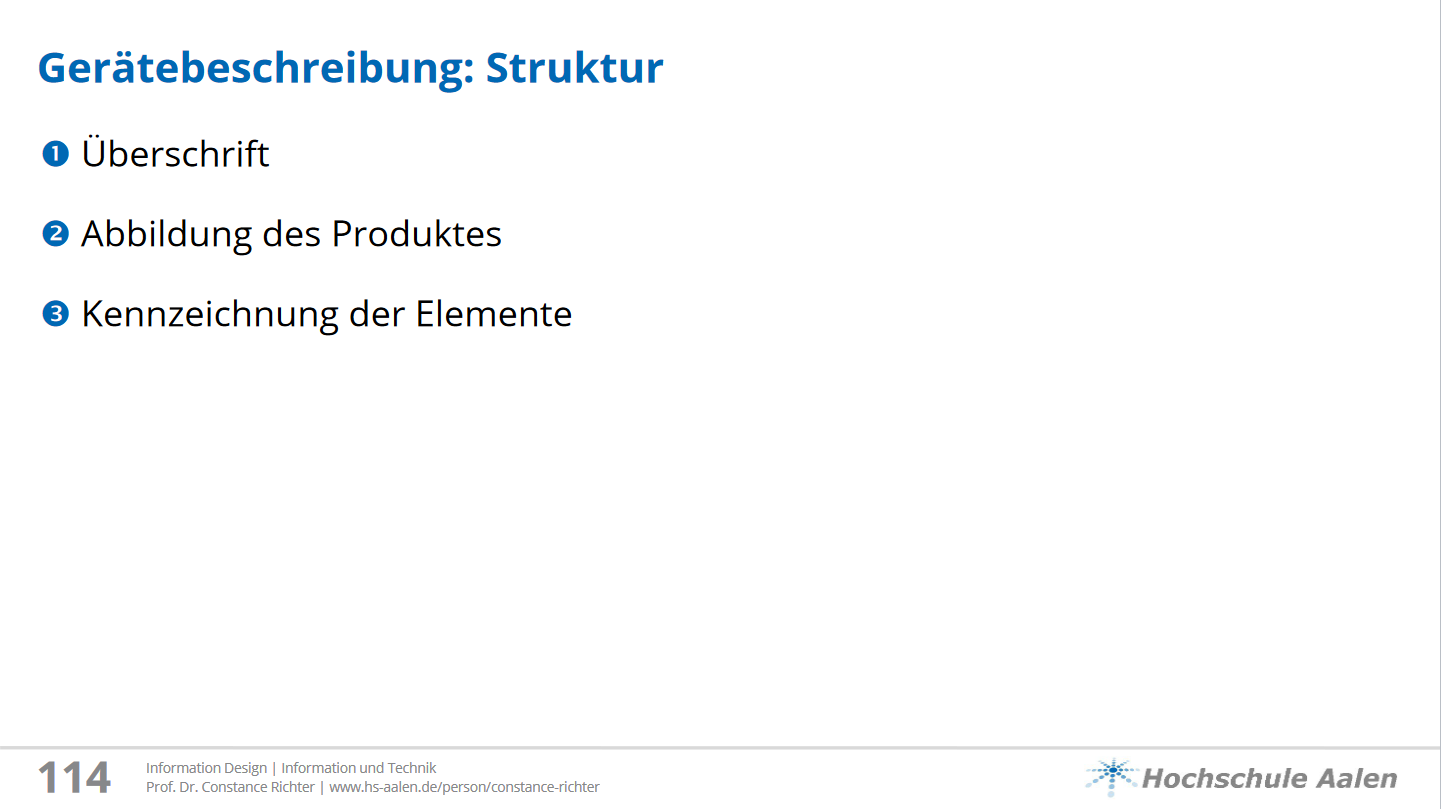 Gerätebeschreibung: Struktur
❶ Überschrift
❷ Abbildung des Produktes
❸ Kennzeichnung der Elemente
114
Information Design | Information und Technik
Prof. Dr. Constance Richter | www.hs-aalen.de/person/constance-richter
Hochschule Aalen